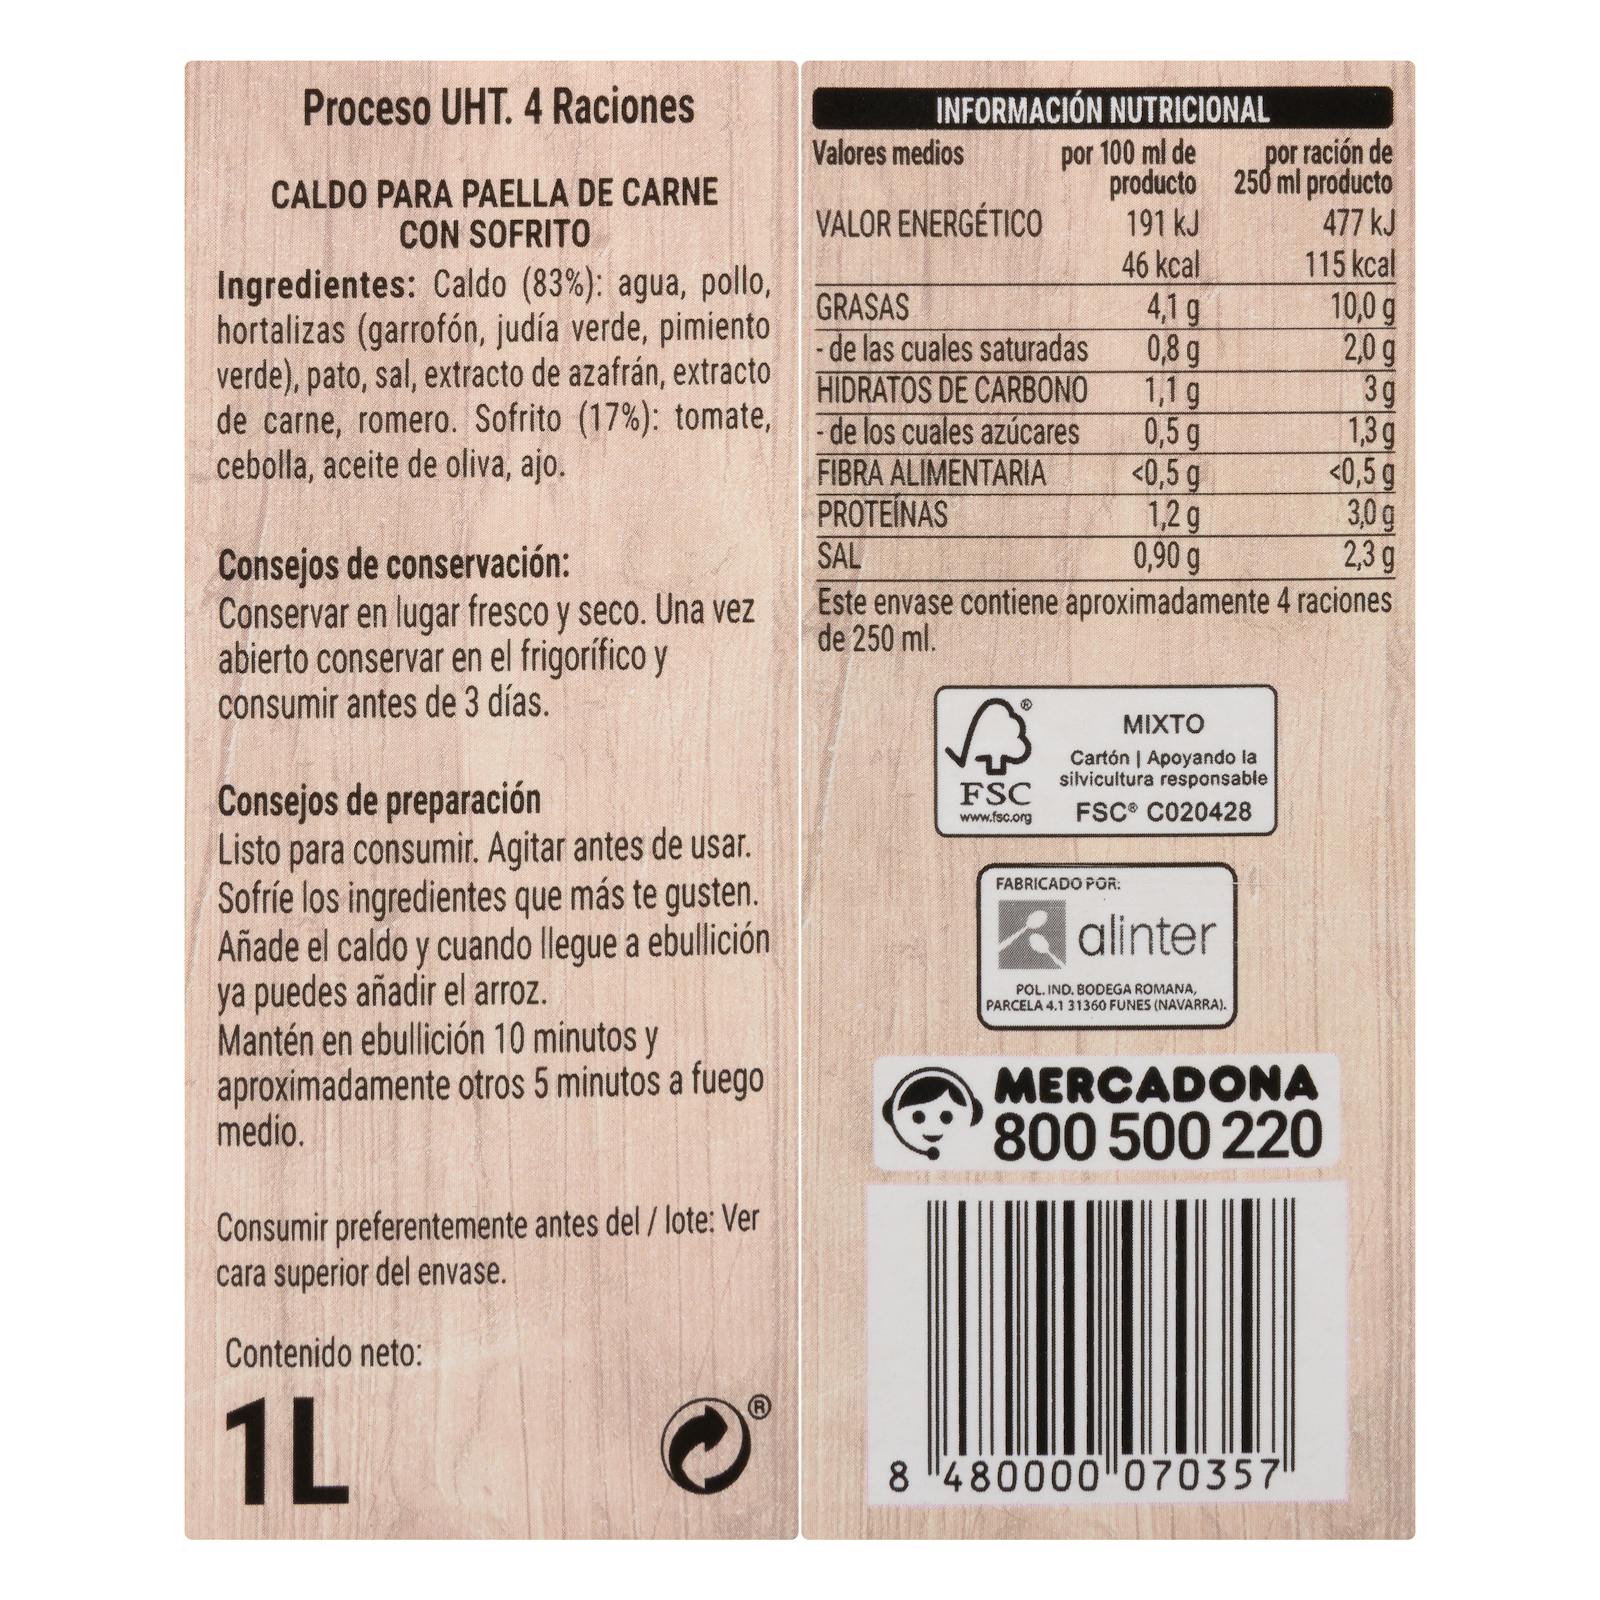 Proceso UHT. 4 Raciones
CALDO PARA PAELLA DE CARNE
CON SOFRITO
Ingredientes: Caldo (83%): agua, pollo,
hortalizas (garrofón, judía verde, pimiento
verde), pato, sal, extracto de azafrán, extracto
de carne, romero. Sofrito (17%): tomate,
cebolla, aceite de oliva, ajo.
Consejos de conservación:
Conservar en lugar fresco y seco. Una vez
abierto conservar en el frigorífico y
consumir antes de 3 días.
Consejos de preparación
Listo para consumir. Agitar antes de usar.
Sofríe los ingredientes que más te gusten.
Añade el caldo y cuando llegue a ebullición
ya puedes añadir el arroz.
Mantén en ebullición 10 minutos y
aproximadamente otros 5 minutos a fuego
medio.
Consumir preferentemente antes del / lote: Ver
cara superior del envase.
Contenido neto:
1L
®
INFORMACIÓN NUTRICIONAL
Valores medios por 100 ml de por ración de
producto 250 ml producto
VALOR ENERGÉTICO 191 kJ 477 kJ
46 kcal 115 kcal
GRASAS 4,1 g 10,0 g
- de las cuales saturadas 0,8 g 2,0 g
HIDRATOS DE CARBONO 1,1 g 3 g
- de los cuales azúcares 0,5 g 1,3 g
FIBRA ALIMENTARIA <0,5 g <0,5 g
PROTEÍNAS 1,2 g 3,0 g
SAL 0,90 g 2,3 g
Este envase contiene aproximadamente 4 raciones
de 250 ml.
®
FSC
www.fsc.org
MIXTO
Cartón | Apoyando la
silvicultura responsable
FSC® C020428
FABRICADO POR:
alinter
POL. IND. BODEGA ROMANA,
PARCELA 4.1 31360 FUNES (NAVARRA).
MERCADONA
800 500 220
8 480000 070357